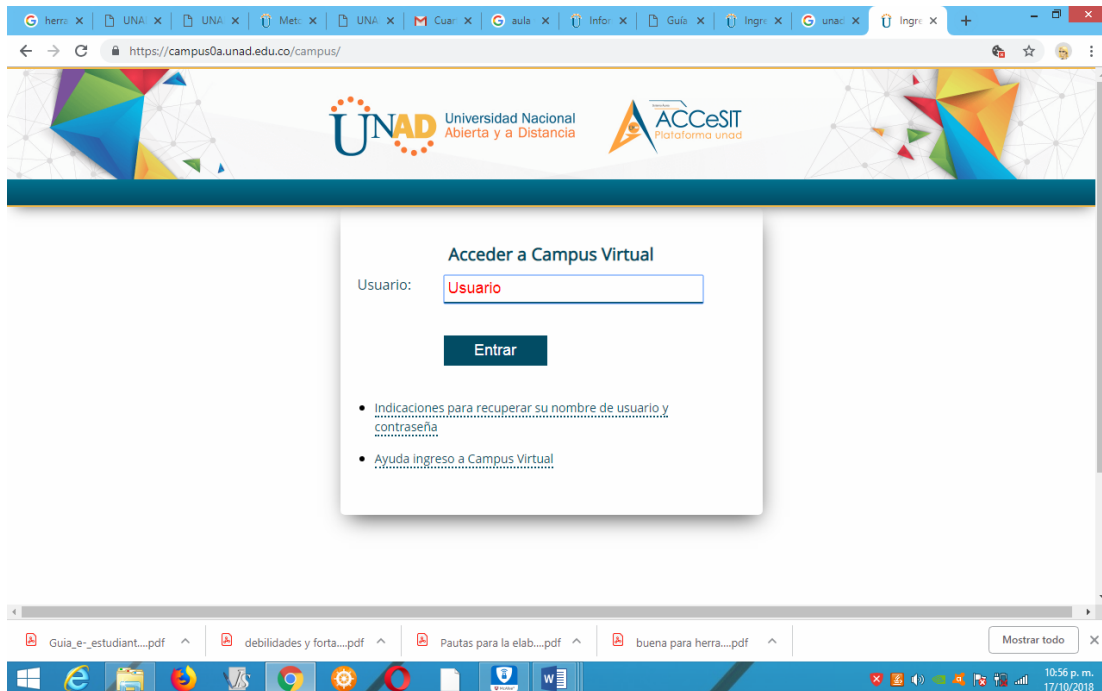 herra
UNA
UNA
Metc
UNA
Cuar
aula
Infor
Guía
Ingre
unad
Ingre
https://campus0a.unad.edu.co/campus/
UNAD Universidad Nacional
Abierta y a Distancia
ACCeSIT
Plataforma unad
Acceder a Campus Virtual
Usuario: Usuario
Entrar
Indicaciones para recuperar su nombre de usuario y
contraseña
Ayuda ingreso a Campus Virtual
Guia_e-_estudiant....pdf
debilidades y forta....pdf
Pautas para la elab....pdf
buena para herra....pdf
Mostrar todo
10:56 p. m.
17/10/2018